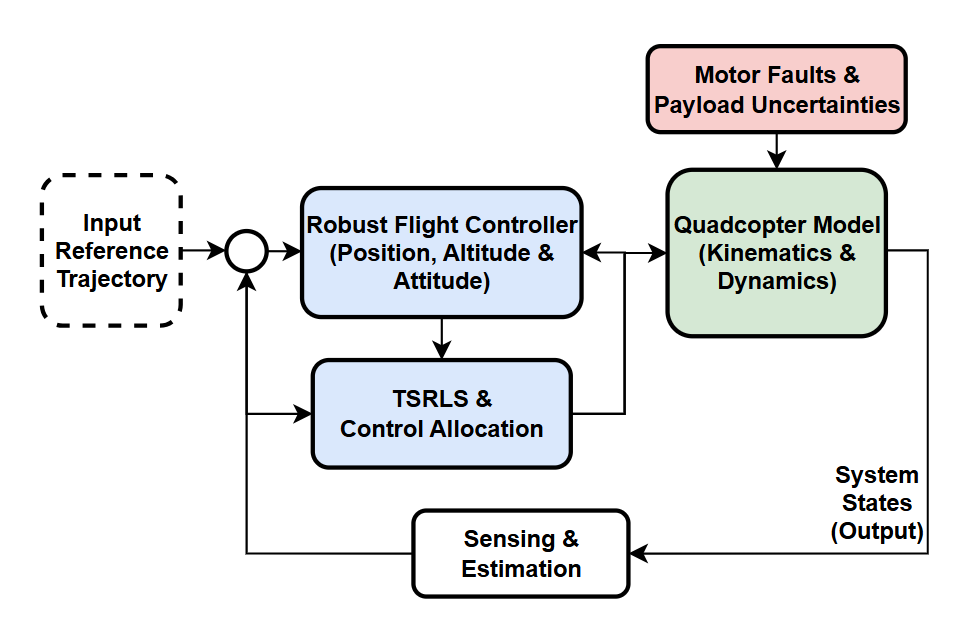 Motor Faults &
Payload Uncertainties
Input
Reference
Trajectory
Robust Flight Controller
(Position, Altitude &
Attitude)
Quadcopter Model
(Kinematics &
Dynamics)
TSRLS &
Control Allocation
System
States
(Output)
Sensing &
Estimation